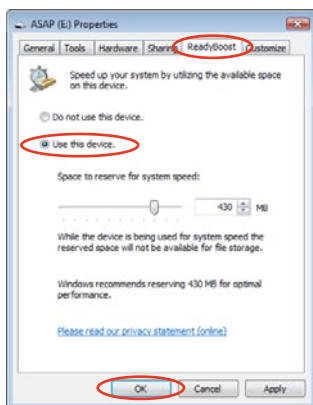 ASAP (E:) Properties
General Tools Hardware Sharing ReadyBoost Customize
Speed up your system by utilizing the available space
on this device.
Do not use this device.
Use this device.
Space to reserve for system speed:
430 MB
While the device is being used for system speed the
reserved space will not be available for file storage.
Windows recommends reserving 430 MB for optimal
performance.
Please read our privacy statement (online)
OK Cancel Apply